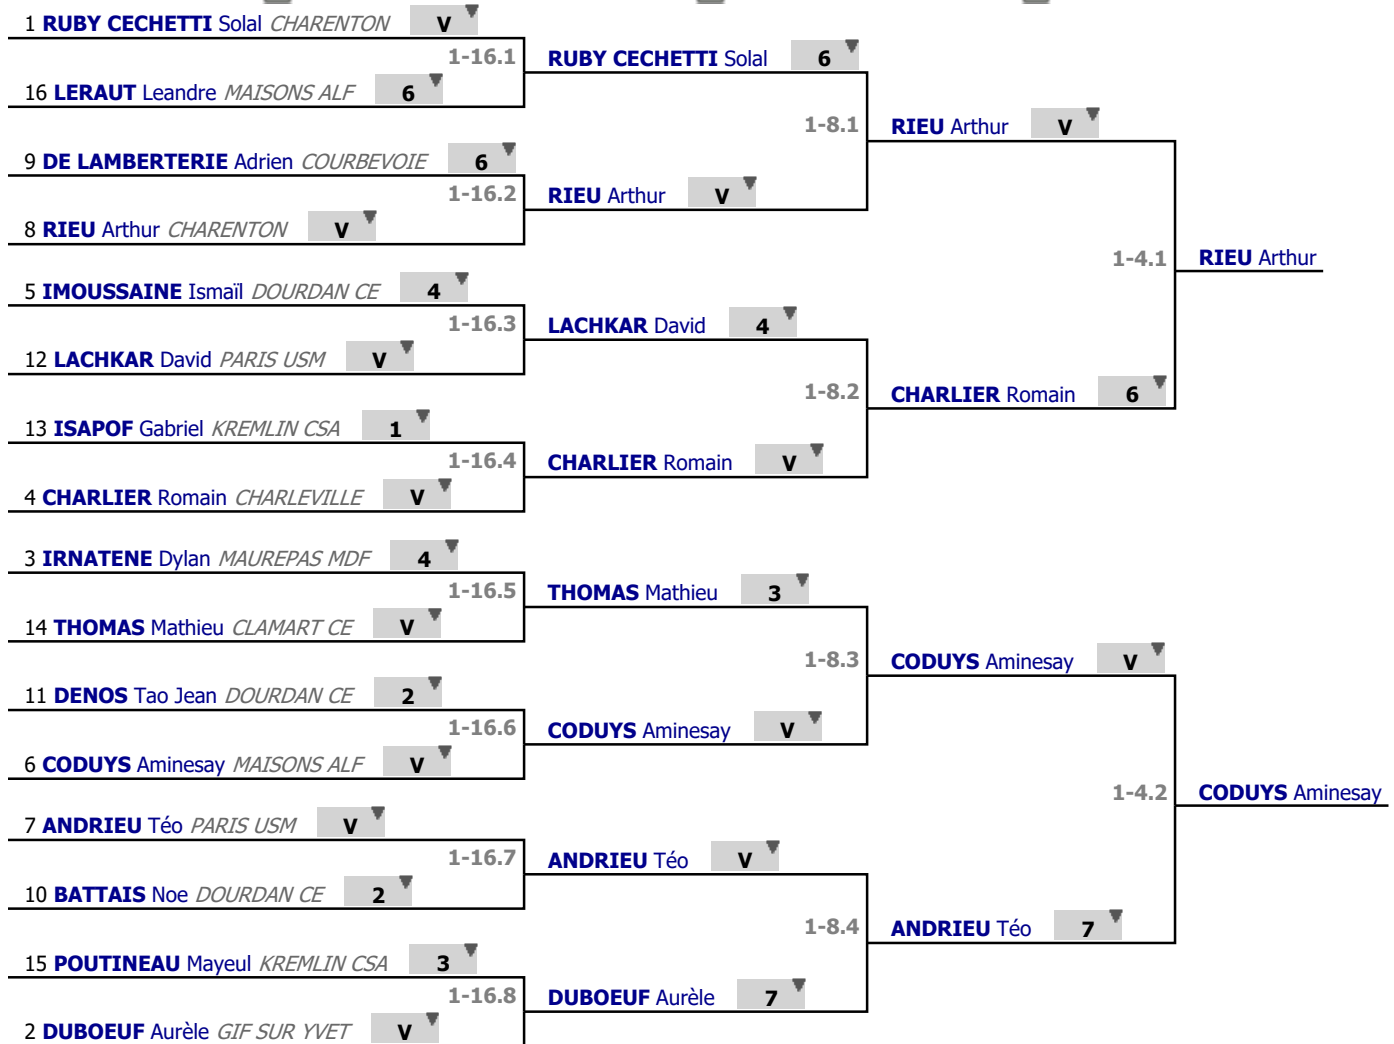 1 RUBY CECHETTI Solal CHARENTON V
1-16.1
16 LERAUT Leandre MAISONS ALF 6
RUBY CECHETTI Solal 6
9 DE LAMBERTERIE Adrien COURBEVOIE 6
1-16.2
8 RIEU Arthur CHARENTON V
RIEU Arthur V
1-8.1
RIEU Arthur V
5 IMOUSSAINE Ismaïl DOURDAN CE 4
1-16.3
12 LACHKAR David PARIS USM V
LACHKAR David 4
13 ISAPOF Gabriel KREMLIN CSA 1
1-16.4
4 CHARLIER Romain CHARLEVILLE V
CHARLIER Romain V
1-8.2
CHARLIER Romain 6
1-4.1
RIEU Arthur
3 IRNATENE Dylan MAUREPAS MDF 4
1-16.5
14 THOMAS Mathieu CLAMART CE V
THOMAS Mathieu 3
11 DENOS Tao Jean DOURDAN CE 2
1-16.6
6 CODUYS Aminesay MAISONS ALF V
CODUYS Aminesay V
1-8.3
CODUYS Aminesay V
7 ANDRIEU Téo PARIS USM V
1-16.7
10 BATTAIS Noe DOURDAN CE 2
ANDRIEU Téo V
15 POUTINEAU Mayeul KREMLIN CSA 3
1-16.8
2 DUBOEUF Aurèle GIF SUR YVET V
DUBOEUF Aurèle 7
1-8.4
ANDRIEU Téo 7
1-4.2
CODUYS Aminesay